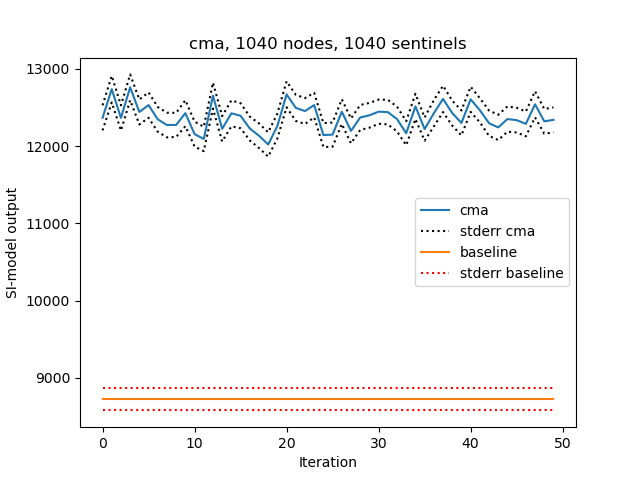 cma, 1040 nodes, 1040 sentinels
13000
12000
11000
10000
9000
SI-model output
cma
stderr cma
baseline
stderr baseline
0
10
20
30
40
50
Iteration